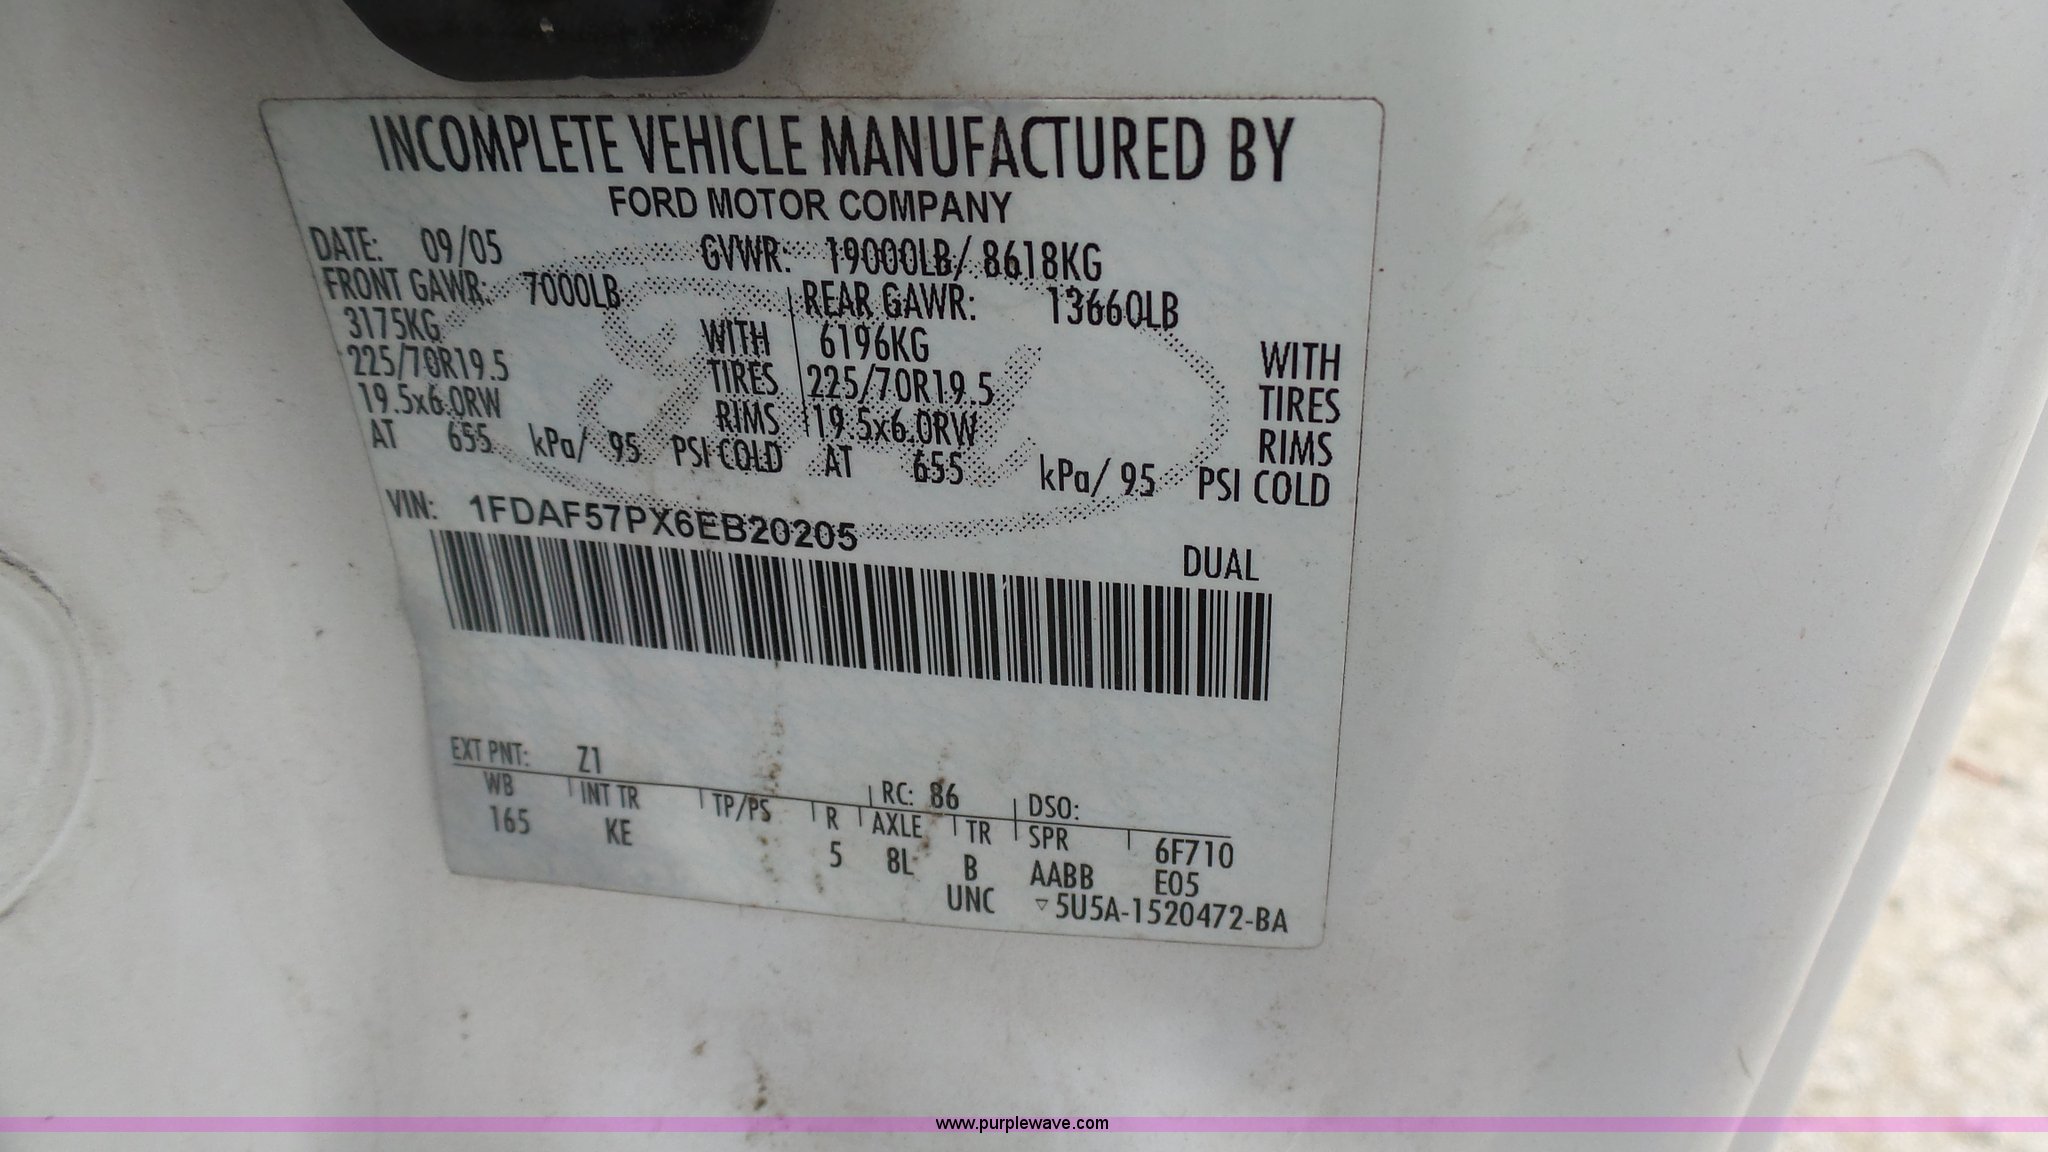 INCOMPLETE VEHICLE MANUFACTURED BY
FORD MOTOR COMPANY
DATE: 09/05 GVWR: 19000LB/ 8618KG
FRONT GAWR: 7000LB REAR GAWR: 13660LB
3175KG WITH 6196KG WITH
225/70R19.5 TIRES 225/70R19.5 TIRES
19.5x6.0RW RIMS 19.5x6.0RW RIMS
AT 655 kPa/ 95 PSI COLD AT 655 kPa/ 95 PSI COLD
VIN: 1FDAF57PX6EB20205
DUAL
EXT PNT: Z1 RC: 86 DSO:
WB INT TR TP/PS R AXLE TR SPR 6F710
165 KE 5 8L B AABB E05
UNC ▽5U5A-1520472-BA
www.purplewave.com